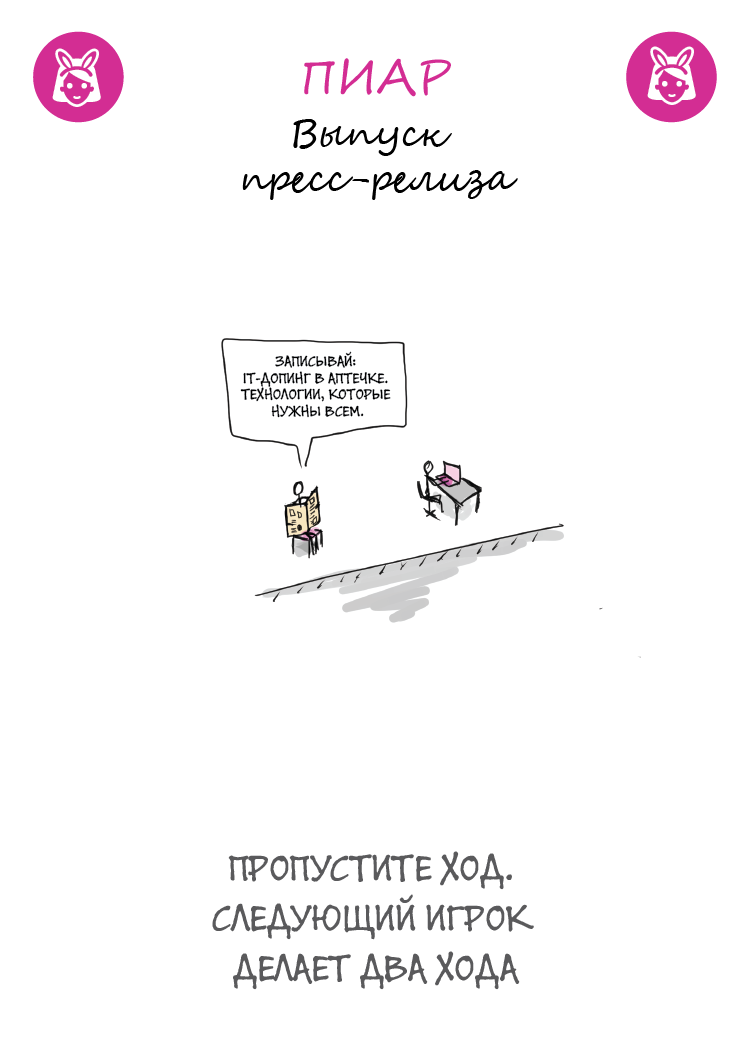 ПИАР
Выпуск
пресс-релиза
ЗАПИСЫВАЙ:
IT-ДОПИНГ В АПТЕЧКЕ.
ТЕХНОЛОГИИ, КОТОРЫЕ
НУЖНЫ ВСЕМ.
ПРОПУСТИТЕ ХОД.
СЛЕДУЮЩИЙ ИГРОК
ДЕЛАЕТ ДВА ХОДА